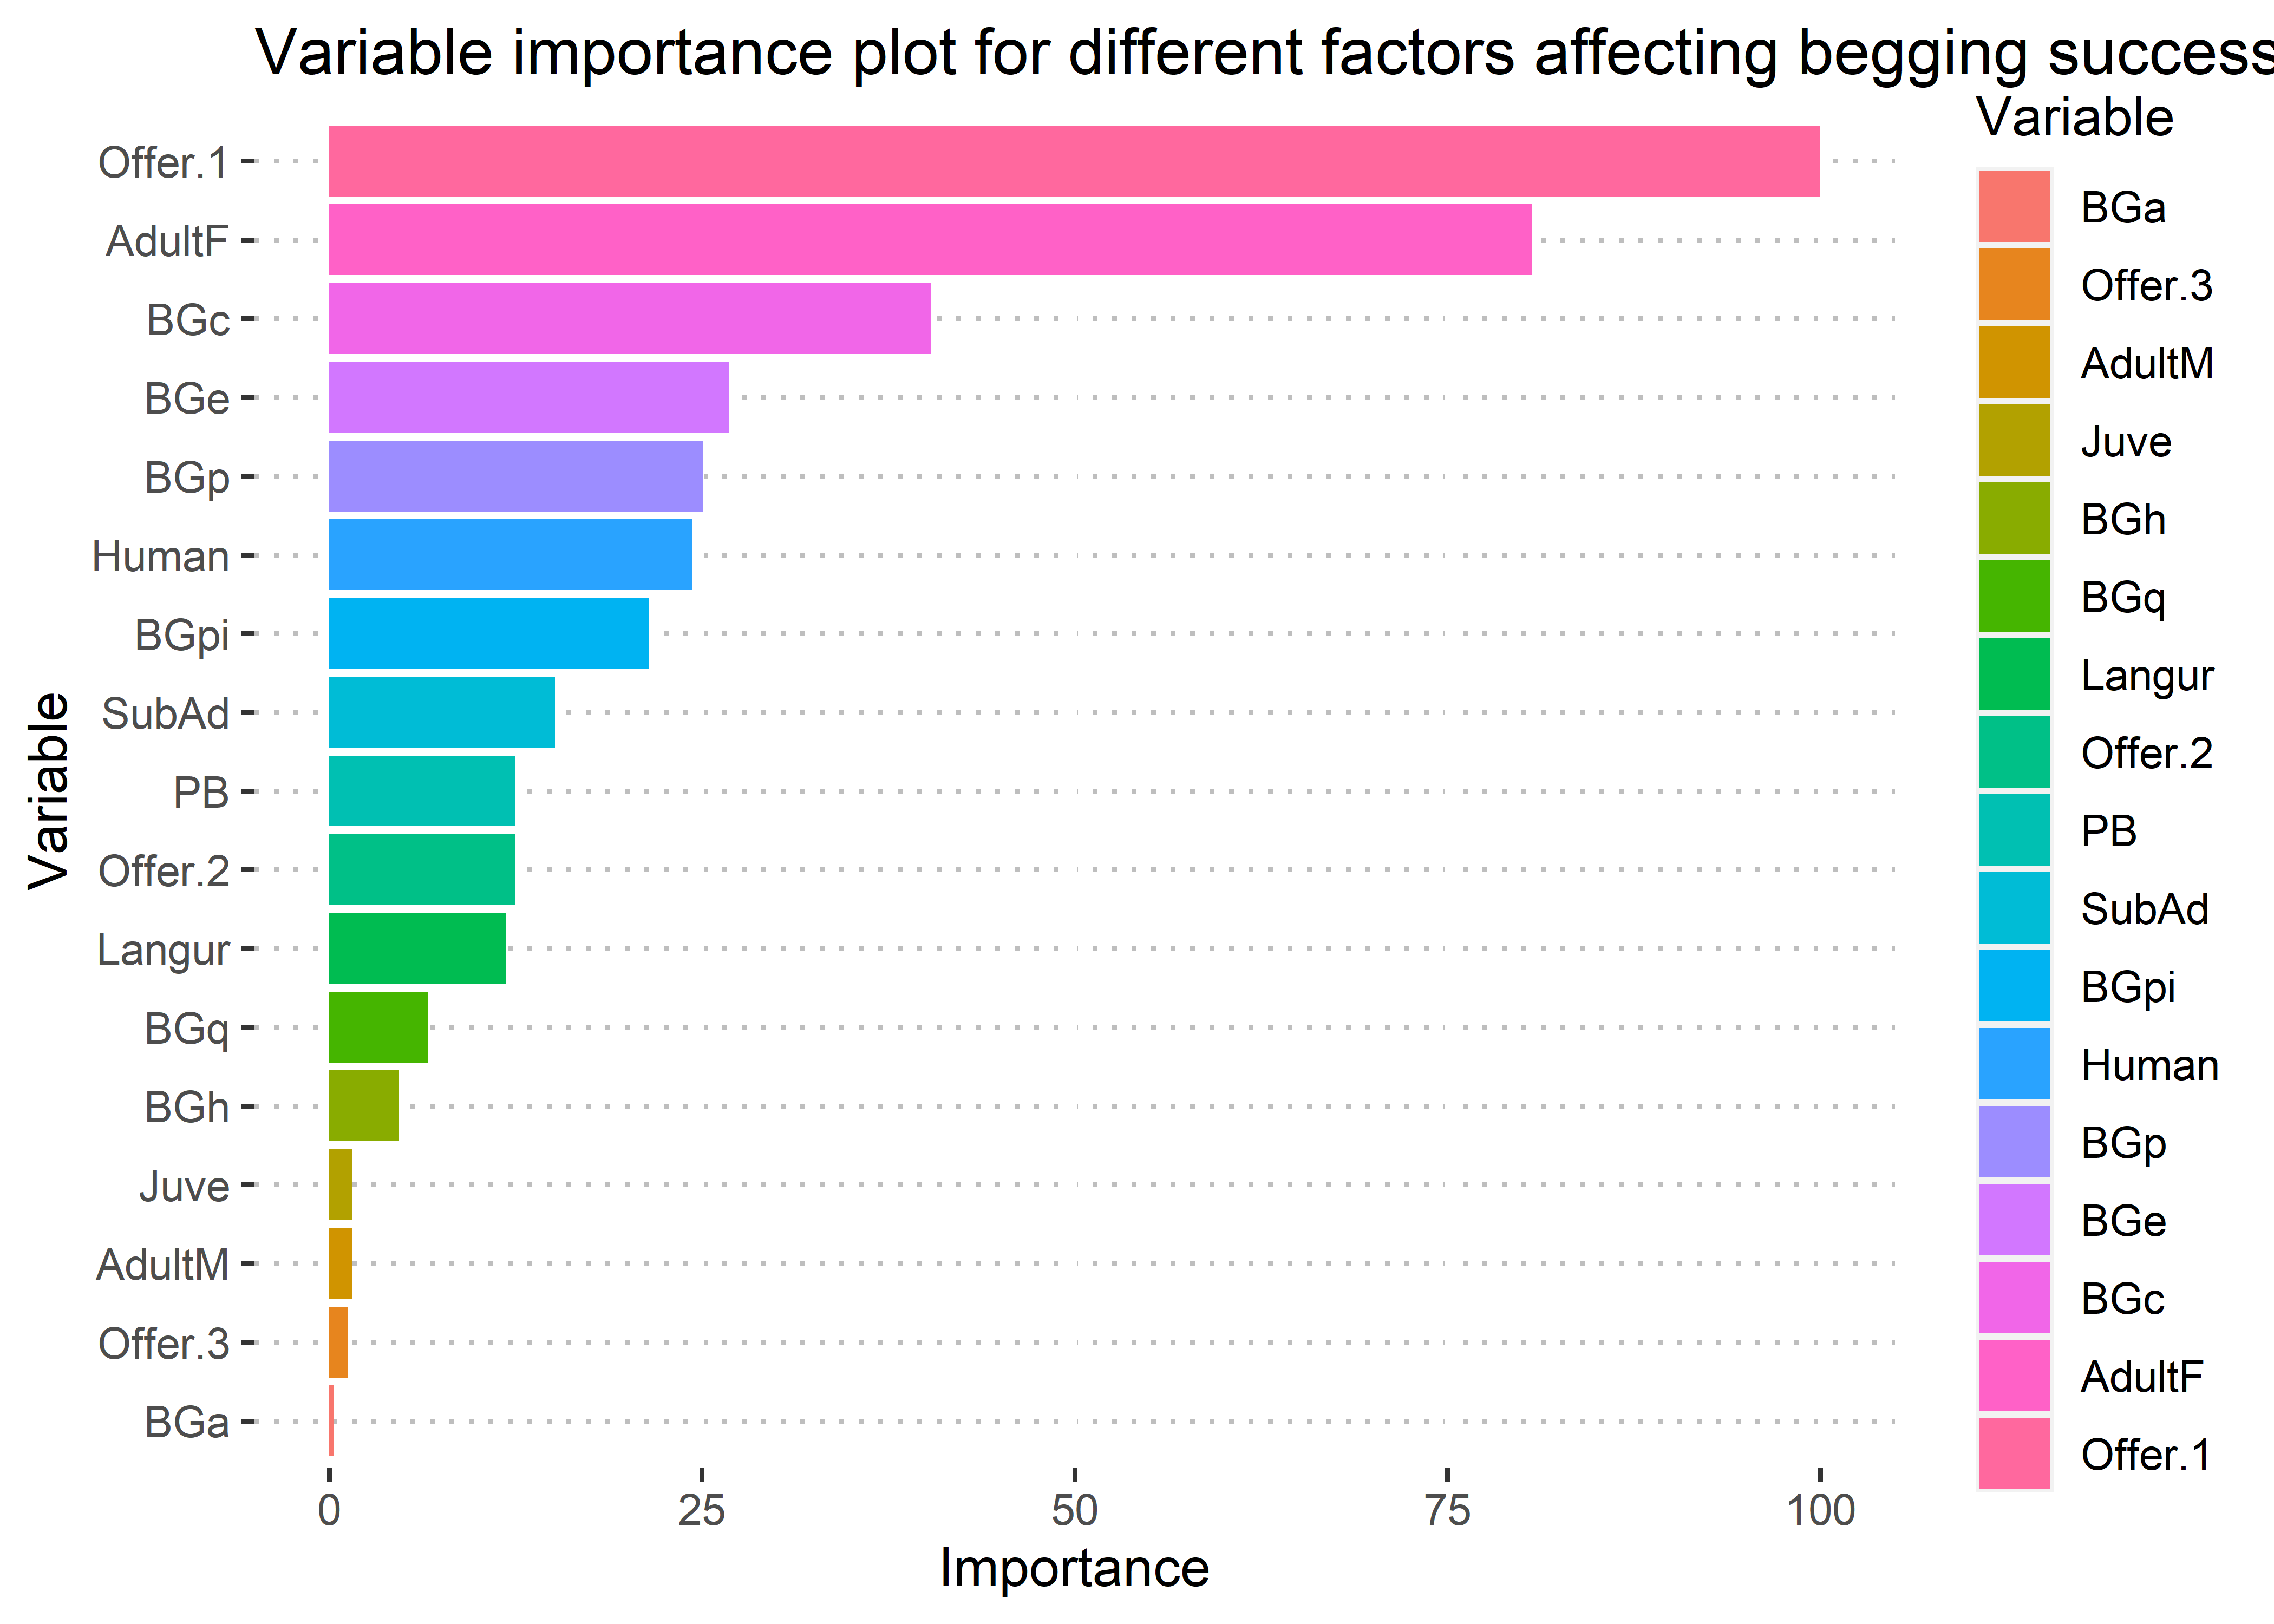 Variable importance plot for different factors affecting begging success
Variable
Offer.1
AdultF
BGc
BGe
BGp
Human
BGpi
SubAd
PB
Offer.2
Langur
BGq
BGh
Juve
AdultM
Offer.3
BGa
0 25 50 75 100
Importance
Variable
BGa
Offer.3
AdultM
Juve
BGh
BGq
Langur
Offer.2
PB
SubAd
BGpi
Human
BGp
BGe
BGc
AdultF
Offer.1